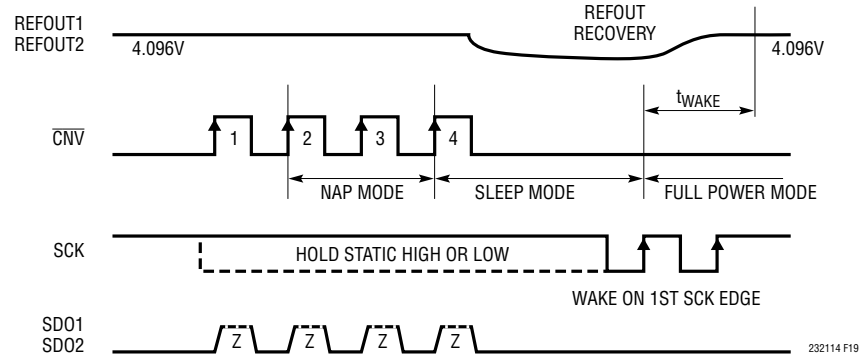 REFOUT1
REFOUT2
4.096V
REFOUT
RECOVERY
4.096V
tWAKE
CNV
1
2
3
4
NAP MODE
SLEEP MODE
FULL POWER MODE
SCK
HOLD STATIC HIGH OR LOW
WAKE ON 1ST SCK EDGE
SDO1
SDO2
Z
Z
Z
Z
232114 F19